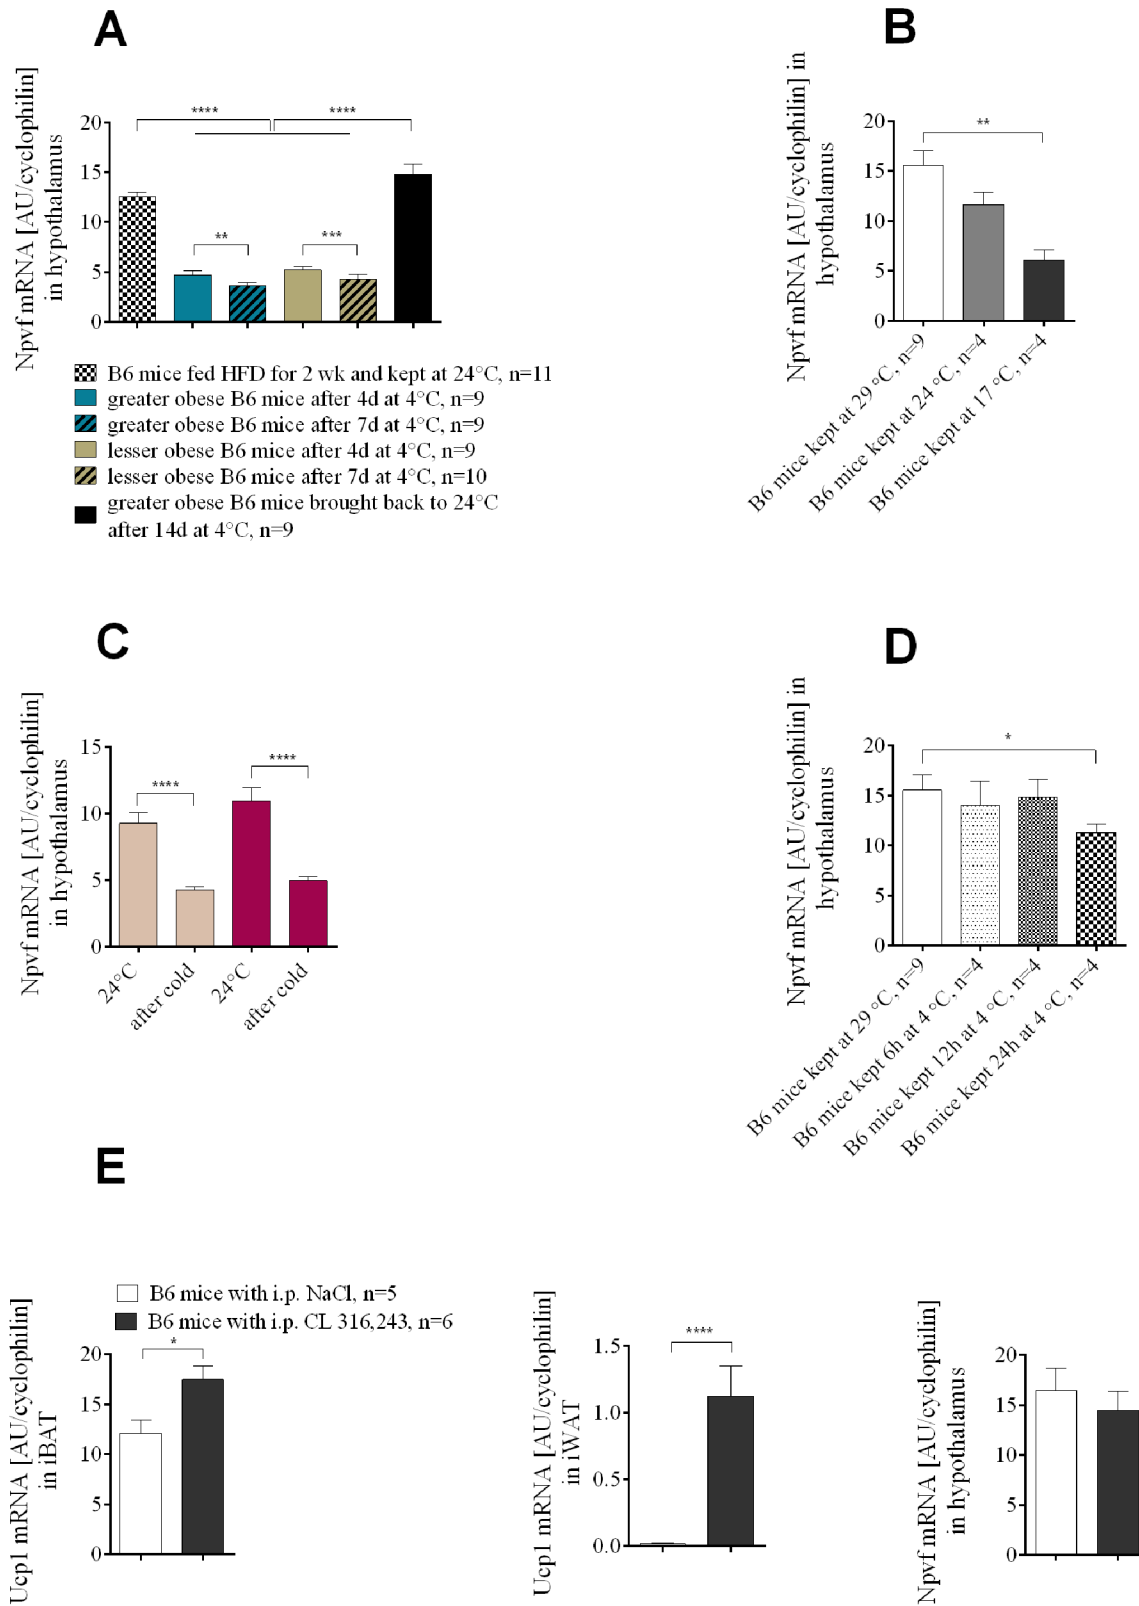 A
Npvf mRNA [AU/cyclophilin]
in hypothalamus
20
15
10
5
0
****
****
**
***
B6 mice fed HFD for 2 wk and kept at 24°C, n=11
greater obese B6 mice after 4d at 4°C, n=9
greater obese B6 mice after 7d at 4°C, n=9
lesser obese B6 mice after 4d at 4°C, n=9
lesser obese B6 mice after 7d at 4°C, n=10
greater obese B6 mice brought back to 24°C
after 14d at 4°C, n=9
B
Npvf mRNA [AU/cyclophilin] in
hypothalamus
20
15
10
5
0
**
B6 mice kept at 29 °C, n=9
B6 mice kept at 24 °C, n=4
B6 mice kept at 17 °C, n=4
C
Npvf mRNA [AU/cyclophilin]
in hypothalamus
15
10
5
0
****
****
24°C
after cold
24°C
after cold
D
Npvf mRNA [AU/cyclophilin] in
hypothalamus
20
15
10
5
0
*
B6 mice kept at 29 °C, n=9
B6 mice kept 6h at 4 °C, n=4
B6 mice kept 12h at 4 °C, n=4
B6 mice kept 24h at 4 °C, n=4
E
B6 mice with i.p. NaCl, n=5
B6 mice with i.p. CL 316,243, n=6
Ucp1 mRNA [AU/cyclophilin]
in iBAT
20
15
10
5
0
*
Ucp1 mRNA [AU/cyclophilin]
in iWAT
1.5
1.0
0.5
0.0
****
Npvf mRNA [AU/cyclophilin]
in hypothalamus
20
15
10
5
0